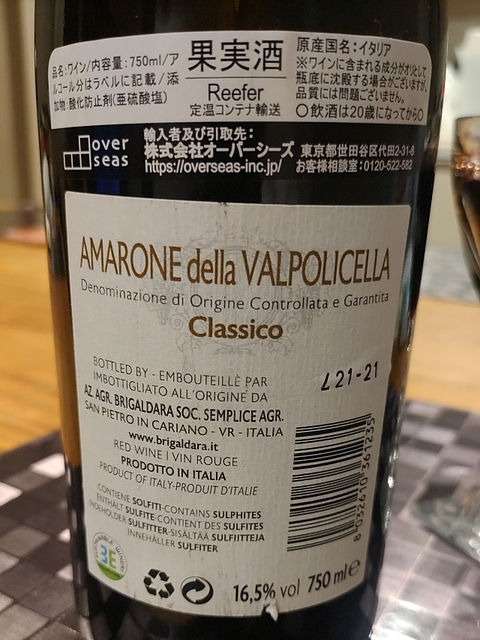 品名:ワイン/内容量:750ml/ア
ルコール分はラベルに記載/添
加物:酸化防止剤(亜硫酸塩)
果実酒
Reefer
定温コンテナ輸送
原産国名:イタリア
※ワインに含まれる成分がオリとして
瓶底に沈殿する場合がございますが、
品質には問題ございません。
〇飲酒は20歳になってから〇
over
seas
輸入者及び引取先:
株式会社オーバーシーズ 東京都世田谷区代田2-31-6
https://overseas-inc.jp/ お客様相談室:0120-522-582
AMARONE della VALPOLICELLA
Denominazione di Origine Controllata e Garantita
Classico
BOTTLED BY - EMBOUTEILLÉ PAR
IMBOTTIGLIATO ALL'ORIGINE DA
AZ. AGR. BRIGALDARA SOC. SEMPLICE AGR.
SAN PIETRO IN CARIANO - VR - ITALIA
www.brigaldara.it
RED WINE | VIN ROUGE
PRODOTTO IN ITALIA
PRODUCT OF ITALY-PRODUIT D'ITALIE
L21-21
CONTIENE SOLFITI-CONTAINS SULPHITES
ENTHÄLT SULFITE-CONTIENT DES SULFITES
INDEHOLDER SULFITTER-SISÄLTÄÄ SULFIITTEJA
INNEHÅLLER SULFITER
8 032610 361235
16,5% vol 750 ml e